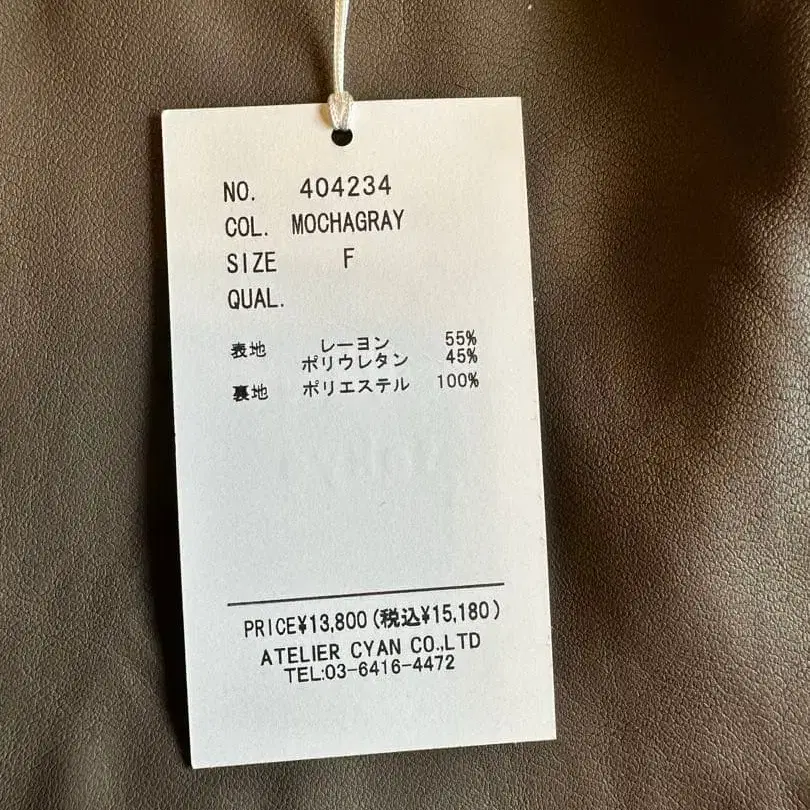 NO. 404234
COL. MOCHAGRAY
SIZE F
QUAL.
表地 レーヨン 55%
ポリウレタン 45%
裏地 ポリエステル 100%
PRICE¥13,800(税込¥15,180)
ATELIER CYAN CO.,LTD
TEL:03-6416-4472